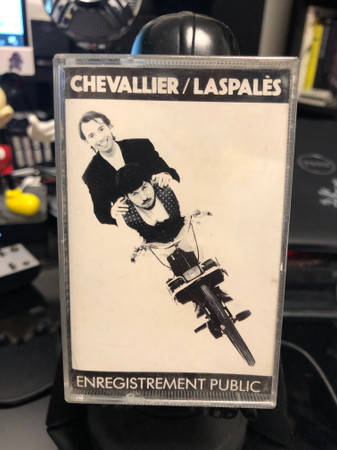 CHEVALLIER / LASPALÈS
ENREGISTREMENT PUBLIC